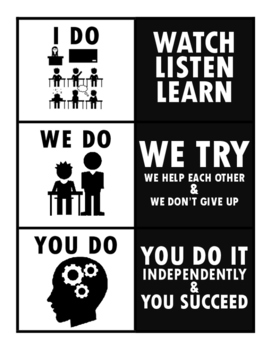 I DO
WATCH
LISTEN
LEARN
WE DO
WE TRY
WE HELP EACH OTHER
&
WE DON'T GIVE UP
YOU DO
YOU DO IT
INDEPENDENTLY
&
YOU SUCCEED